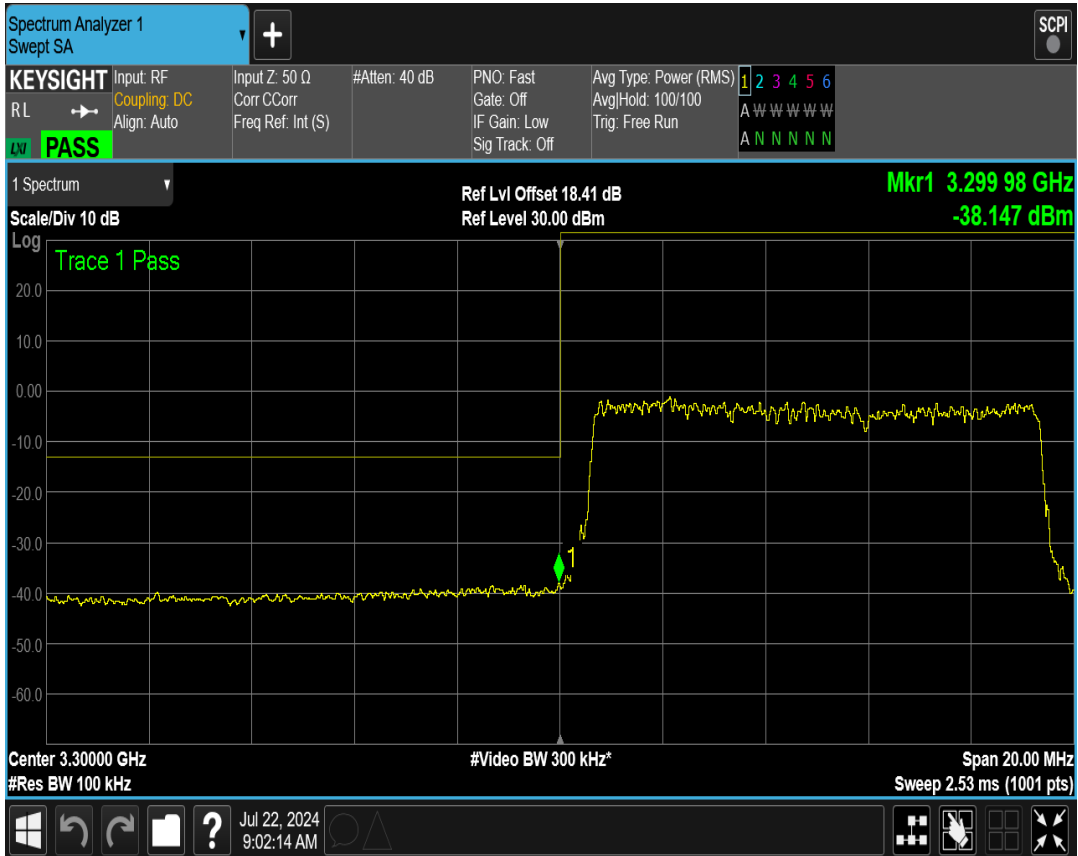 Spectrum Analyzer 1
Swept SA
SCPI
KEYSIGHT
RL
LXI PASS
Input: RF
Coupling: DC
Align: Auto
Input Z: 50 Ω
Corr CCorr
Freq Ref: Int (S)
#Atten: 40 dB
PNO: Fast
Gate: Off
IF Gain: Low
Sig Track: Off
Avg Type: Power (RMS)
Avg|Hold: 100/100
Trig: Free Run
1 2 3 4 5 6
A W W W W W
A N N N N N
1 Spectrum
Scale/Div 10 dB
Ref Lvl Offset 18.41 dB
Ref Level 30.00 dBm
Mkr1 3.299 98 GHz
-38.147 dBm
Log
Trace 1 Pass
20.0
10.0
0.00
-10.0
-20.0
-30.0
1
-40.0
-50.0
-60.0
Center 3.30000 GHz
#Video BW 300 kHz*
Span 20.00 MHz
#Res BW 100 kHz
Sweep 2.53 ms (1001 pts)
?
Jul 22, 2024
9:02:14 AM